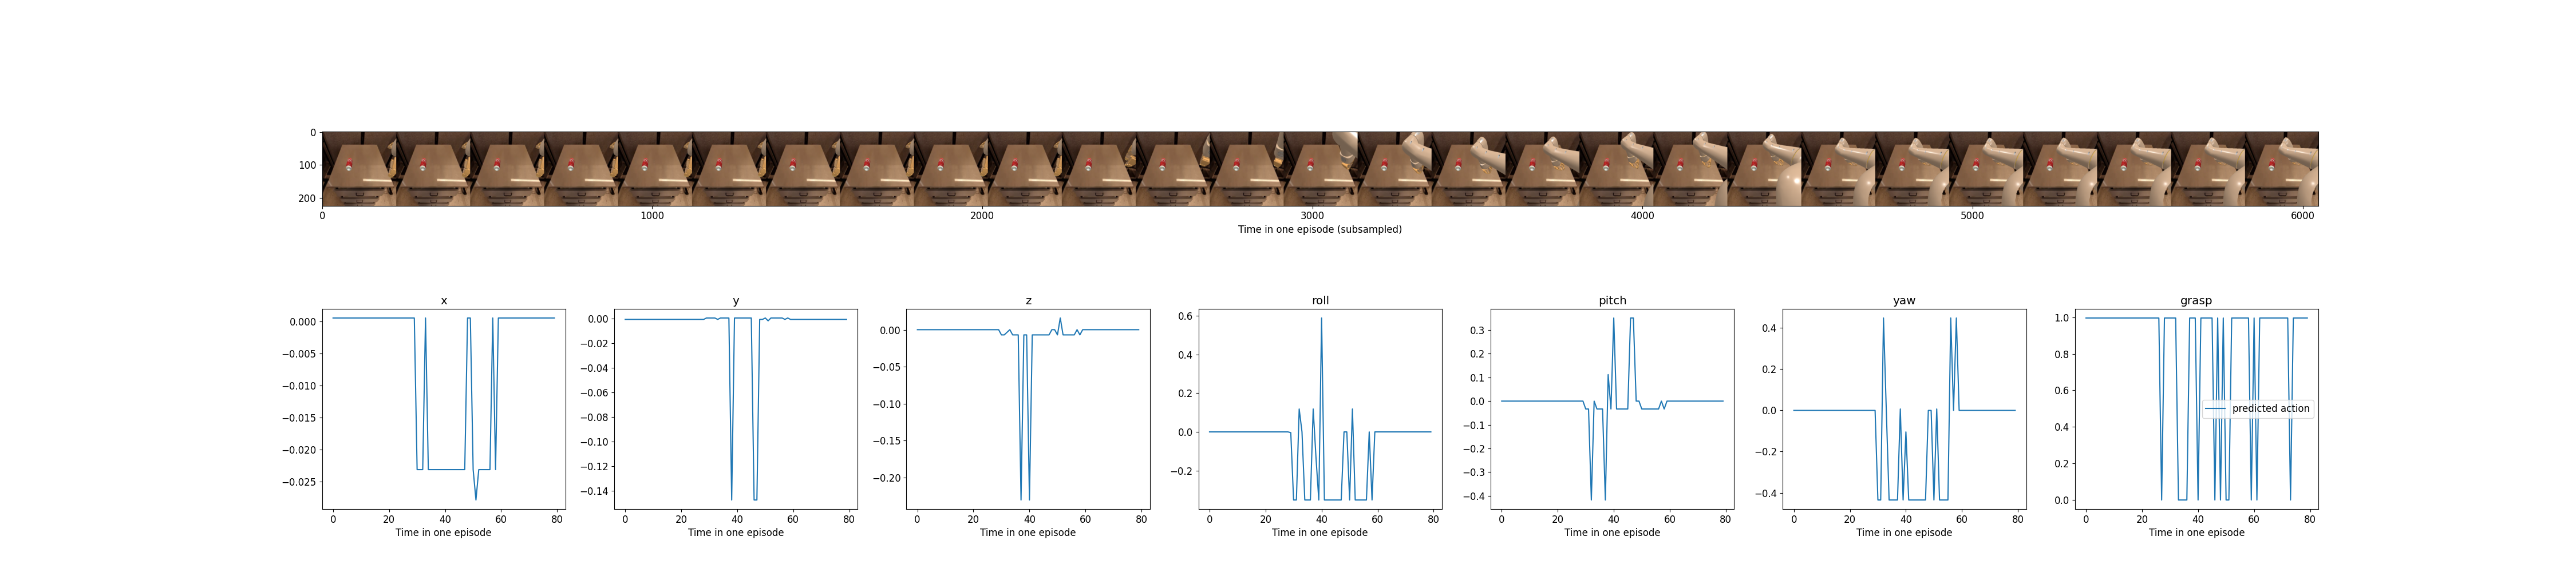 0
100
200
0 1000 2000 3000 4000 5000 6000
Time in one episode (subsampled)
x
0.000
−0.005
−0.010
−0.015
−0.020
−0.025
0 20 40 60 80
Time in one episode
y
0.00
−0.02
−0.04
−0.06
−0.08
−0.10
−0.12
−0.14
0 20 40 60 80
Time in one episode
z
0.00
−0.05
−0.10
−0.15
−0.20
0 20 40 60 80
Time in one episode
roll
0.6
0.4
0.2
0.0
−0.2
0 20 40 60 80
Time in one episode
pitch
0.3
0.2
0.1
0.0
−0.1
−0.2
−0.3
−0.4
0 20 40 60 80
Time in one episode
yaw
0.4
0.2
0.0
−0.2
−0.4
0 20 40 60 80
Time in one episode
grasp
1.0
0.8
0.6
0.4
0.2
0.0
predicted action
0 20 40 60 80
Time in one episode